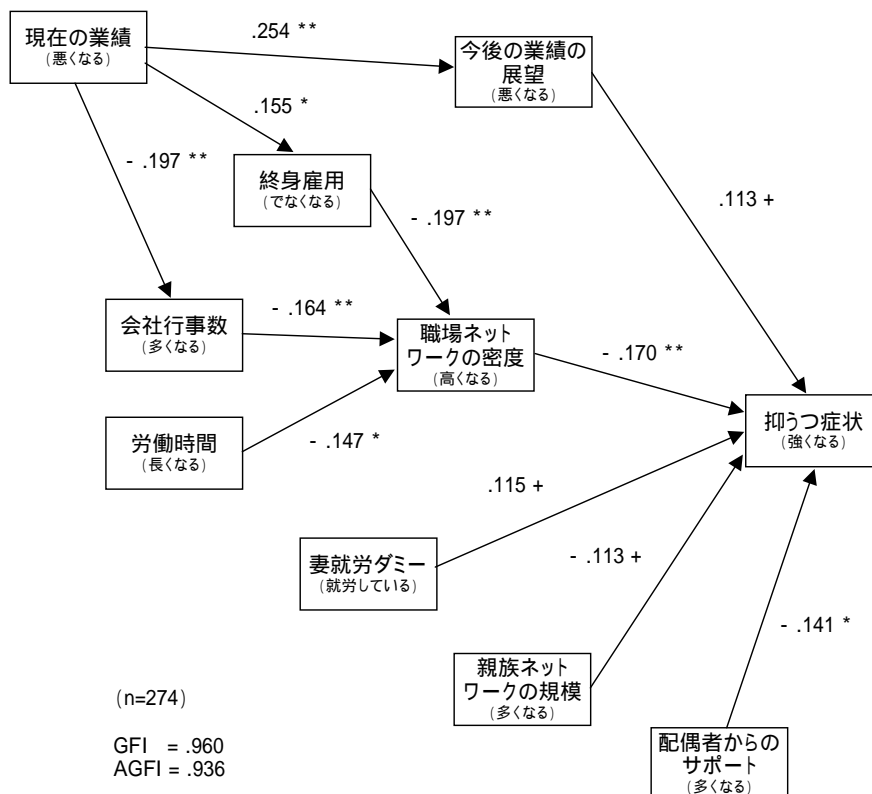 現在の業績
(悪くなる)
.254 **
今後の業績の
展望
(悪くなる)
.155 *
- .197 **
終身雇用
(でなくなる)
.113 +
- .197 **
会社行事数
(多くなる)
- .164 **
職場ネット
ワークの密度
(高くなる)
- .170 **
抑うつ症状
(強くなる)
労働時間
(長くなる)
- .147 *
.115 +
妻就労ダミー
(就労している)
- .113 +
- .141 *
親族ネット
ワークの規模
(多くなる)
配偶者からの
サポート
(多くなる)
(n=274)
GFI = .960
AGFI = .936